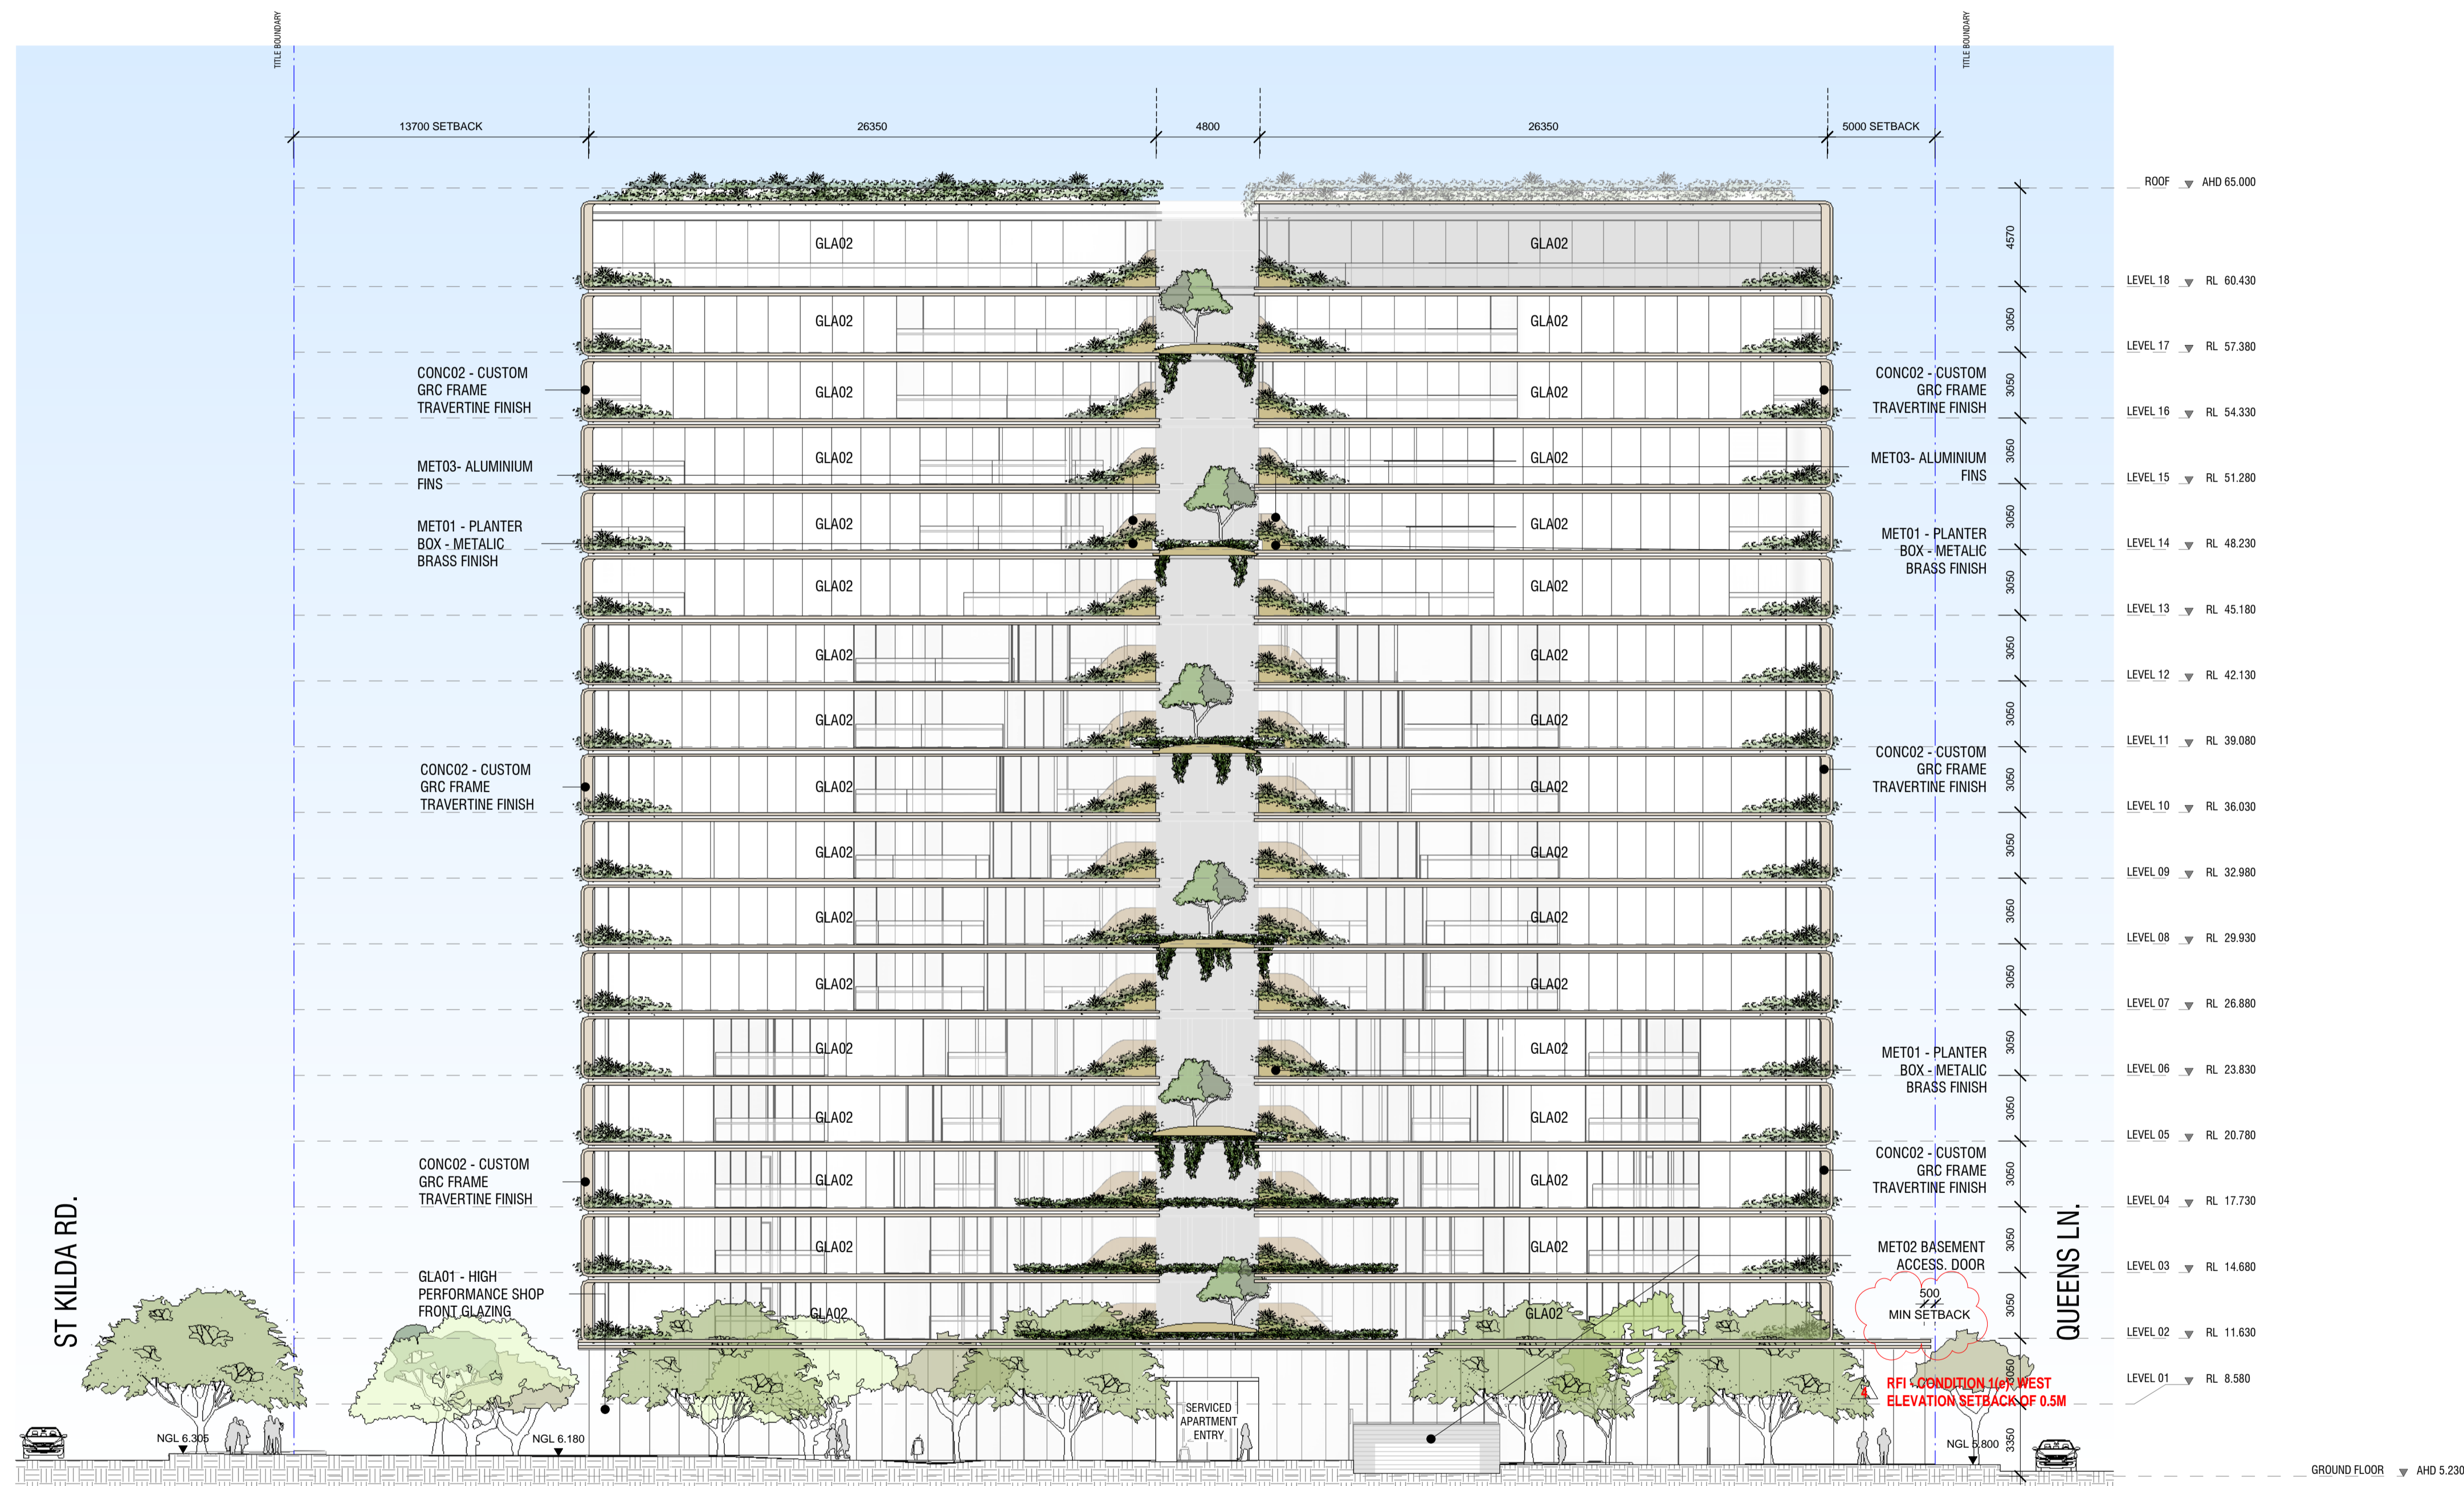 TITLE BOUNDARY
TITLE BOUNDARY
13700 SETBACK
26350
4800
26350
5000 SETBACK
ROOF AHD 65.000
4570
GLA02
GLA02
LEVEL 18 RL 60.430
3050
GLA02
GLA02
LEVEL 17 RL 57.380
CONC02 - CUSTOM
GRC FRAME
TRAVERTINE FINISH
GLA02
GLA02
CONC02 - CUSTOM
GRC FRAME
TRAVERTINE FINISH
3050
LEVEL 16 RL 54.330
MET03- ALUMINIUM
FINS
GLA02
GLA02
MET03- ALUMINIUM
FINS
3050
LEVEL 15 RL 51.280
MET01 - PLANTER
BOX - METALIC
BRASS FINISH
GLA02
GLA02
MET01 - PLANTER
BOX - METALIC
BRASS FINISH
3050
LEVEL 14 RL 48.230
GLA02
GLA02
3050
LEVEL 13 RL 45.180
GLA02
GLA02
3050
LEVEL 12 RL 42.130
GLA02
GLA02
3050
LEVEL 11 RL 39.080
CONC02 - CUSTOM
GRC FRAME
TRAVERTINE FINISH
GLA02
GLA02
CONC02 - CUSTOM
GRC FRAME
TRAVERTINE FINISH
3050
LEVEL 10 RL 36.030
GLA02
GLA02
3050
LEVEL 09 RL 32.980
GLA02
GLA02
3050
LEVEL 08 RL 29.930
GLA02
GLA02
3050
LEVEL 07 RL 26.880
GLA02
GLA02
MET01 - PLANTER
BOX - METALIC
BRASS FINISH
3050
LEVEL 06 RL 23.830
GLA02
GLA02
3050
LEVEL 05 RL 20.780
CONC02 - CUSTOM
GRC FRAME
TRAVERTINE FINISH
GLA02
GLA02
CONC02 - CUSTOM
GRC FRAME
TRAVERTINE FINISH
3050
LEVEL 04 RL 17.730
ST KILDA RD.
GLA02
GLA02
MET02 BASEMENT
ACCESS. DOOR
3050
QUEENS LN.
LEVEL 03 RL 14.680
GLA01 - HIGH
PERFORMANCE SHOP
FRONT GLAZING
GLA02
GLA02
500
MIN SETBACK
3050
LEVEL 02 RL 11.630
3050
LEVEL 01 RL 8.580
4
RFI - CONDITION 1(e)- WEST
ELEVATION SETBACK OF 0.5M
SERVICED
APARTMENT
ENTRY
NGL 6.305
NGL 6.180
NGL 5.800
3350
GROUND FLOOR AHD 5.230